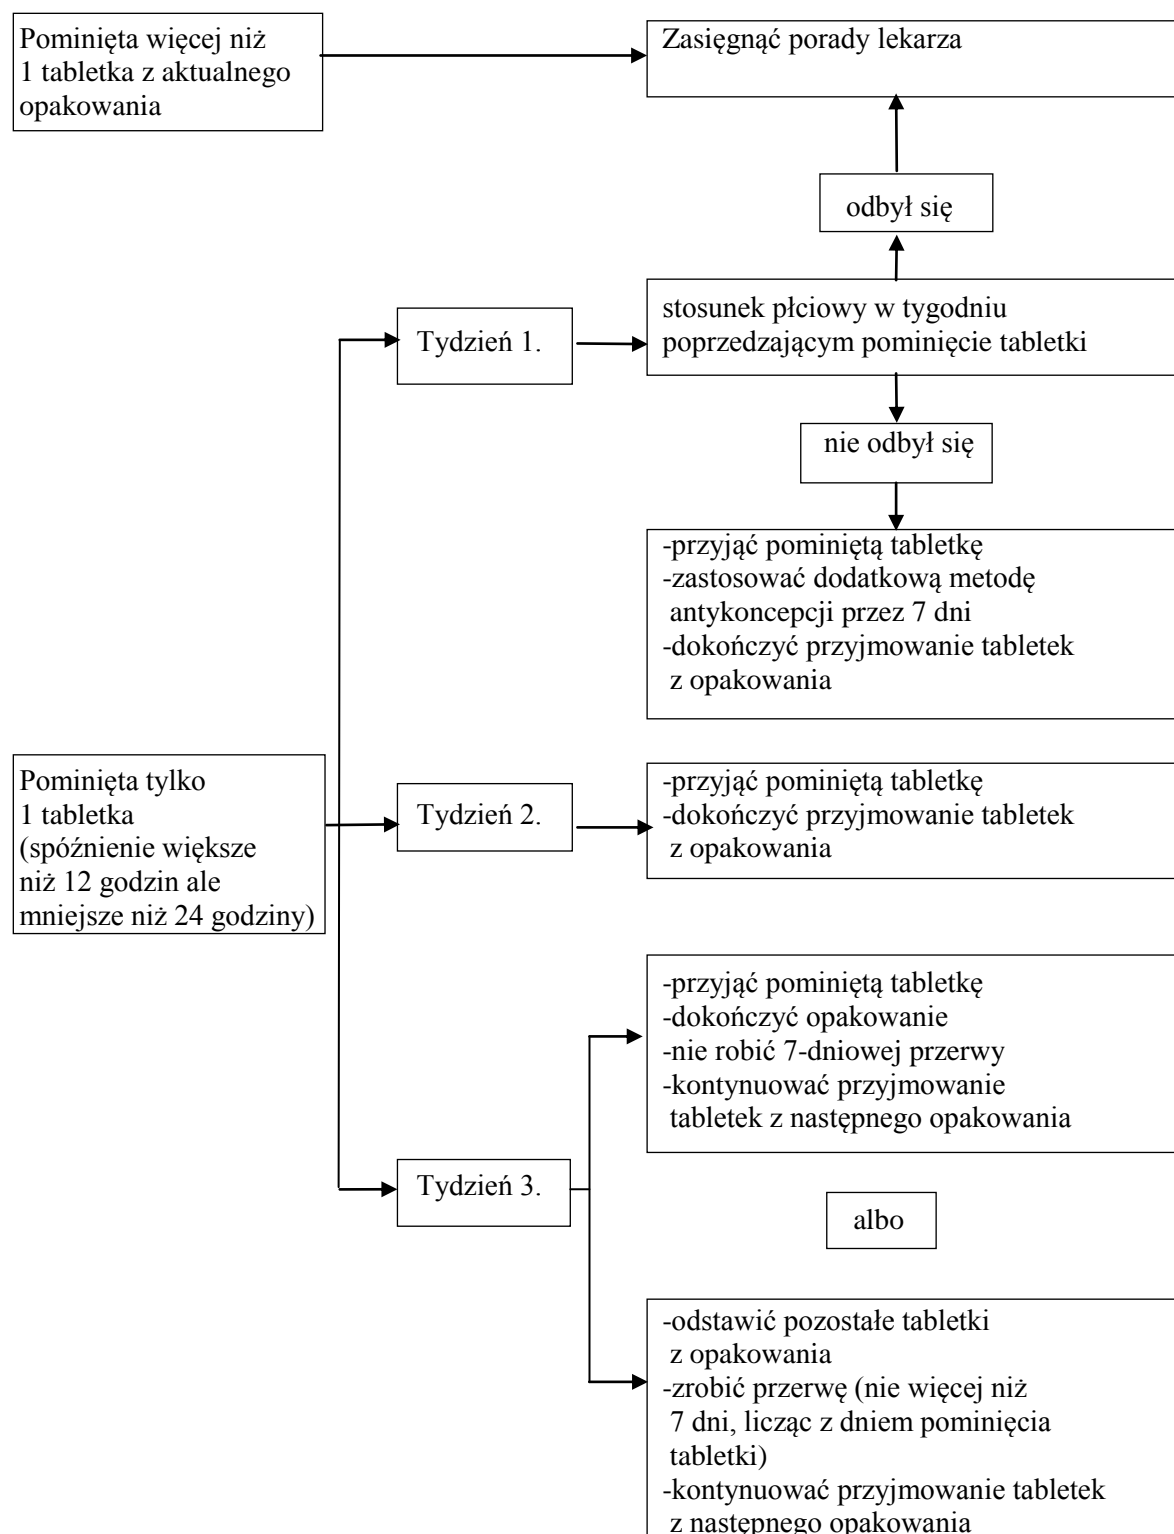 Pominięta więcej niż
1 tabletka z aktualnego
opakowania
Zasięgnąć porady lekarza
odbył się
stosunek płciowy w tygodniu
poprzedzającym pominięcie tabletki
Tydzień 1.
nie odbył się
-przyjąć pominiętą tabletkę
-zastosować dodatkową metodę
antykoncepcji przez 7 dni
-dokończyć przyjmowanie tabletek
z opakowania
Pominięta tylko
1 tabletka
(spóźnienie większe
niż 12 godzin ale
mniejsze niż 24 godziny)
Tydzień 2.
-przyjąć pominiętą tabletkę
-dokończyć przyjmowanie tabletek
z opakowania
-przyjąć pominiętą tabletkę
-dokończyć opakowanie
-nie robić 7-dniowej przerwy
-kontynuować przyjmowanie
tabletek z następnego opakowania
Tydzień 3.
albo
-odstawić pozostałe tabletki
z opakowania
-zrobić przerwę (nie więcej niż
7 dni, licząc z dniem pominięcia
tabletki)
-kontynuować przyjmowanie tabletek
z następnego opakowania